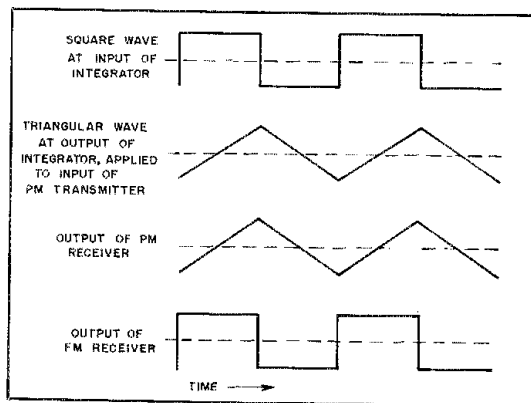 SQUARE WAVE
AT INPUT OF
INTEGRATOR
TRIANGULAR WAVE
AT OUTPUT OF
INTEGRATOR, APPLIED
TO INPUT OF
PM TRANSMITTER
OUTPUT OF PM
RECEIVER
OUTPUT OF
FM RECEIVER
TIME